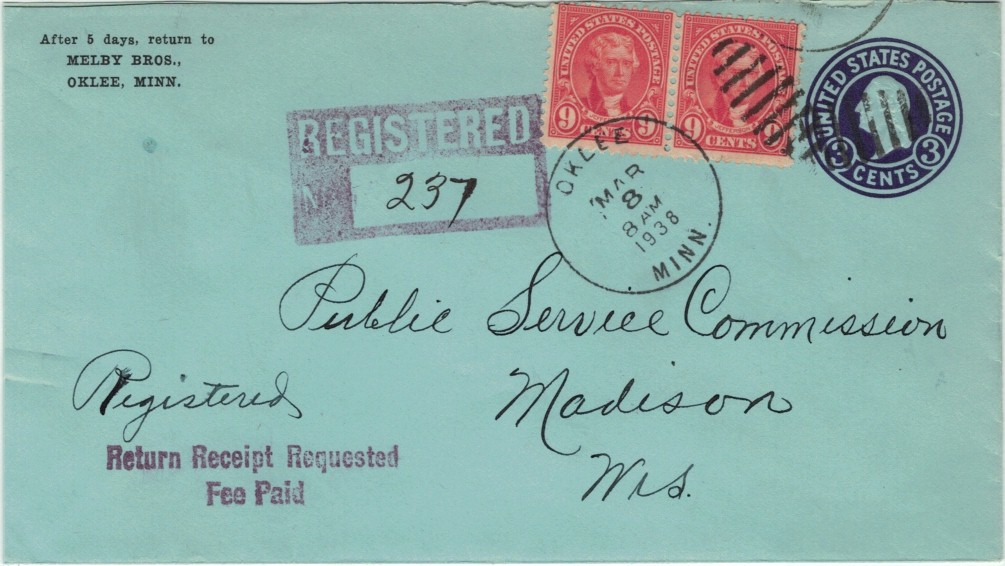 After 5 days, return to
MELBY BROS.,
OKLEE, MINN.
UNITED STATES POSTAGE
9 9
UNITED STATES POSTAGE
9 CENTS
UNITED STATES POSTAGE
3 CENTS 3
REGISTERED
237
OKLEE
MAR
8
8 AM
1938
MINN.
Public Service Commission
Madison
Wis.
Registered
Return Receipt Requested
Fee Paid